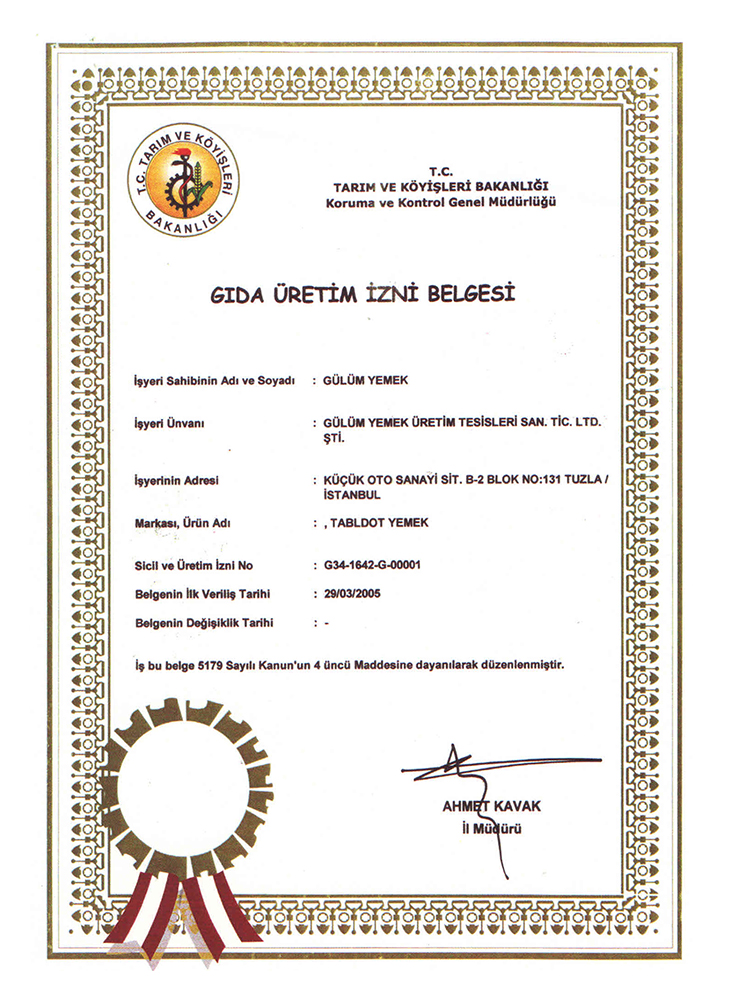 T.C. TARIM VE KÖYİŞLERİ
BAKANLIĞI
T.C.
TARIM VE KÖYİŞLERİ BAKANLIĞI
Koruma ve Kontrol Genel Müdürlüğü
GIDA ÜRETİM İZNİ BELGESİ
İşyeri Sahibinin Adı ve Soyadı : GÜLÜM YEMEK
İşyeri Ünvanı : GÜLÜM YEMEK ÜRETİM TESİSLERİ SAN. TİC. LTD.
ŞTİ.
İşyerinin Adresi : KÜÇÜK OTO SANAYİ SİT. B-2 BLOK NO:131 TUZLA /
İSTANBUL
Markası, Ürün Adı : , TABLDOT YEMEK
Sicil ve Üretim İzni No : G34-1642-G-00001
Belgenin İlk Veriliş Tarihi : 29/03/2005
Belgenin Değişiklik Tarihi : -
İş bu belge 5179 Sayılı Kanun'un 4 üncü Maddesine dayanılarak düzenlenmiştir.
AHMET KAVAK
İl Müdürü